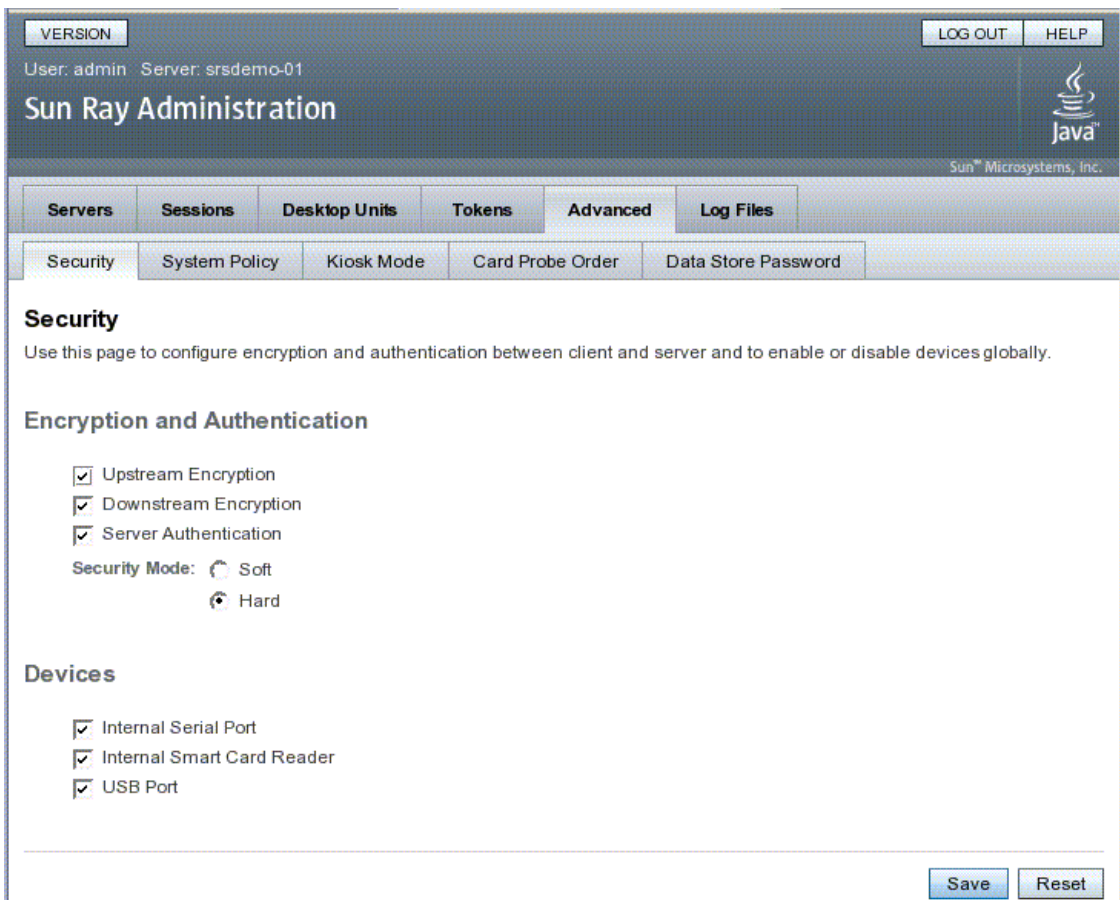 VERSION LOG OUT HELP
User: admin Server: srsdemo-01
Sun Ray Administration
Java™
Sun™ Microsystems, Inc.
Servers Sessions Desktop Units Tokens Advanced Log Files
Security System Policy Kiosk Mode Card Probe Order Data Store Password
Security
Use this page to configure encryption and authentication between client and server and to enable or disable devices globally.
Encryption and Authentication
Upstream Encryption
Downstream Encryption
Server Authentication
Security Mode: Soft
Hard
Devices
Internal Serial Port
Internal Smart Card Reader
USB Port
Save Reset